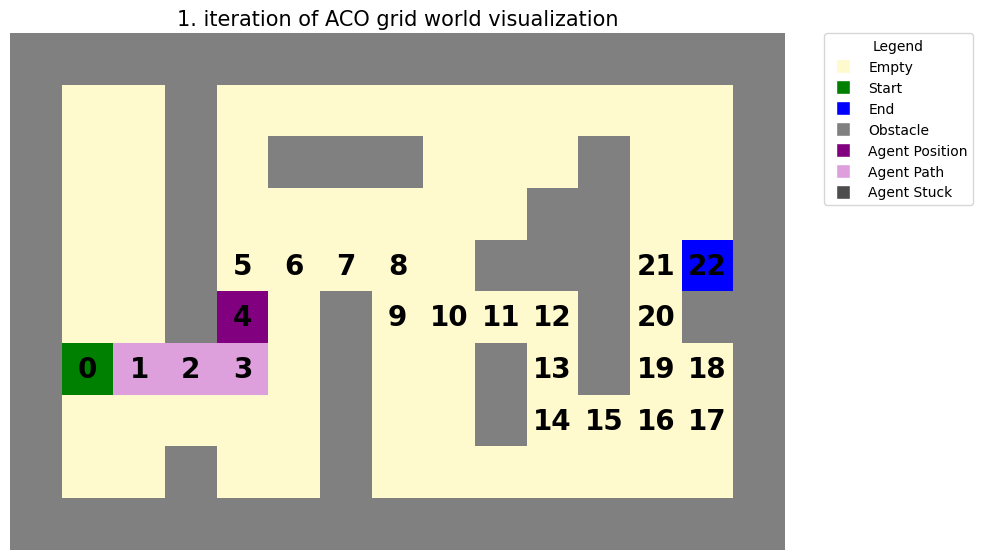 1. iteration of ACO grid world visualization
Legend
Empty
Start
End
Obstacle
Agent Position
Agent Path
Agent Stuck
5 6 7 8 21 22
4 9 10 11 12 20
0 1 2 3 13 19 18
14 15 16 17